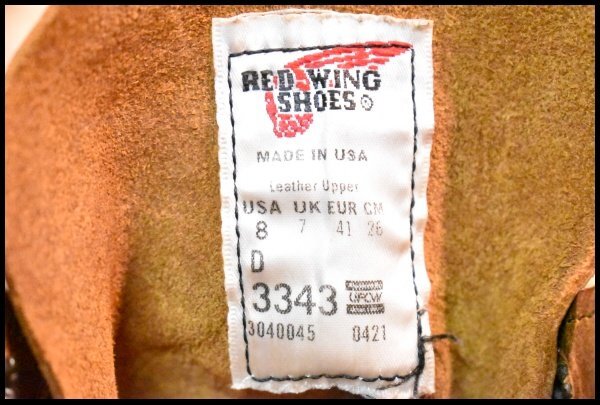 RED WING
SHOES®
MADE IN USA
Leather Upper
USA UK EUR CM
8 7 41 26
D
3343 UFCW
3040045 0421